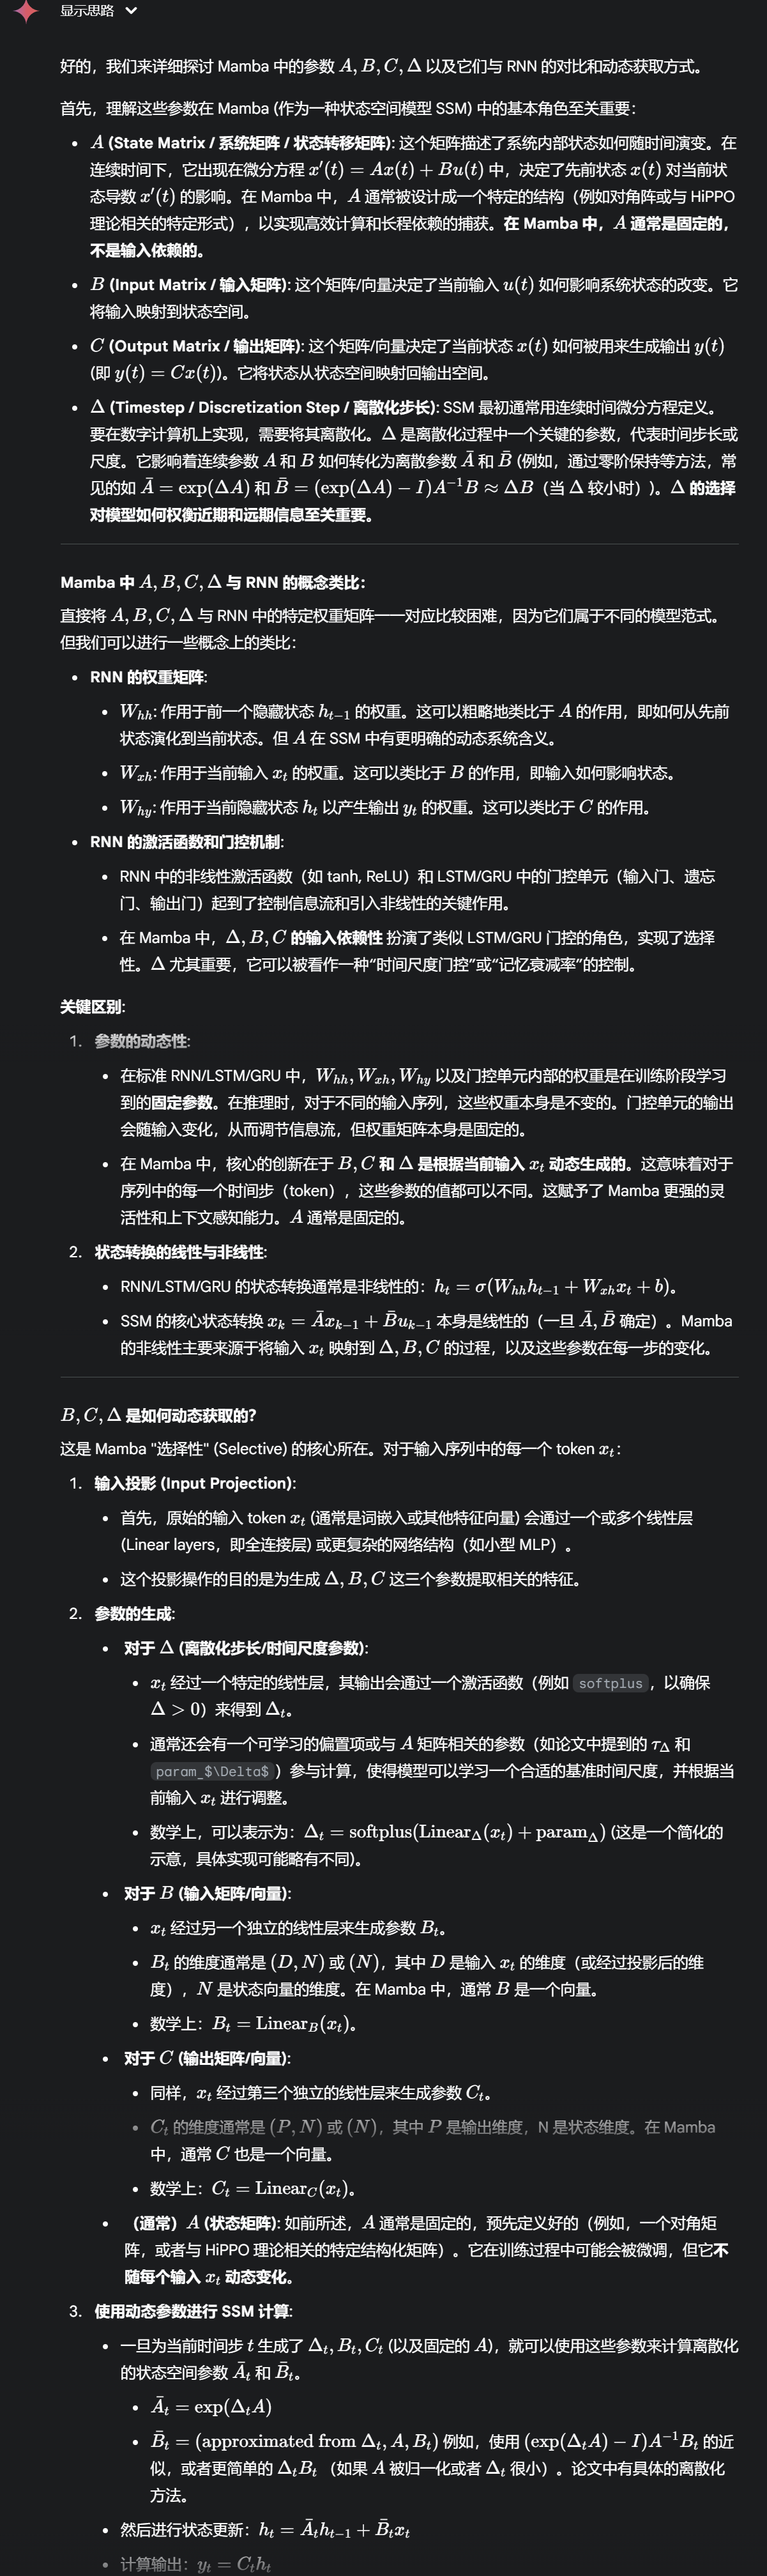 显示思路
好的，我们来详细探讨 Mamba 中的参数 A, B, C, Δ 以及它们与 RNN 的对比和动态获取方式。
首先，理解这些参数在 Mamba (作为一种状态空间模型 SSM) 中的基本角色至关重要：
• A (State Matrix / 系统矩阵 / 状态转移矩阵): 这个矩阵描述了系统内部状态如何随时间演变。在
连续时间下，它出现在微分方程 x′(t) = Ax(t) + Bu(t) 中，决定了先前状态 x(t) 对当前状
态导数 x′(t) 的影响。在 Mamba 中，A 通常被设计成一个特定的结构（例如对角阵或与 HiPPO
理论相关的特定形式），以实现高效计算和长程依赖的捕获。在 Mamba 中，A 通常是固定的，
不是输入依赖的。
• B (Input Matrix / 输入矩阵): 这个矩阵/向量决定了当前输入 u(t) 如何影响系统状态的改变。它
将输入映射到状态空间。
• C (Output Matrix / 输出矩阵): 这个矩阵/向量决定了当前状态 x(t) 如何被用来生成输出 y(t)
(即 y(t) = Cx(t))。它将状态从状态空间映射回输出空间。
• Δ (Timestep / Discretization Step / 离散化步长): SSM 最初通常用连续时间微分方程定义。
要在数字计算机上实现，需要将其离散化。Δ 是离散化过程中一个关键的参数，代表时间步长或
尺度。它影响着连续参数 A 和 B 如何转化为离散参数 Ā 和 B̄ (例如，通过零阶保持等方法，常
见的如 Ā = exp(ΔA) 和 B̄ = (exp(ΔA) − I)A⁻¹B ≈ ΔB（当 Δ 较小时）)。Δ 的选择
对模型如何权衡近期和远期信息至关重要。
Mamba 中 A, B, C, Δ 与 RNN 的概念类比：
直接将 A, B, C, Δ 与 RNN 中的特定权重矩阵一一对应比较困难，因为它们属于不同的模型范式。
但我们可以进行一些概念上的类比：
• RNN 的权重矩阵:
• W_hh: 作用于前一个隐藏状态 h_{t−1} 的权重。这可以粗略地类比于 A 的作用，即如何从先前
状态演化到当前状态。但 A 在 SSM 中有更明确的动态系统含义。
• W_xh: 作用于当前输入 x_t 的权重。这可以类比于 B 的作用，即输入如何影响状态。
• W_hy: 作用于当前隐藏状态 h_t 以产生输出 y_t 的权重。这可以类比于 C 的作用。
• RNN 的激活函数和门控机制:
• RNN 中的非线性激活函数（如 tanh, ReLU）和 LSTM/GRU 中的门控单元（输入门、遗忘
门、输出门）起到了控制信息流和引入非线性的关键作用。
• 在 Mamba 中，Δ, B, C 的输入依赖性 扮演了类似 LSTM/GRU 门控的角色，实现了选择
性。Δ 尤其重要，它可以被看作一种“时间尺度门控”或“记忆衰减率”的控制。
关键区别:
1. 参数的动态性:
• 在标准 RNN/LSTM/GRU 中，W_hh, W_xh, W_hy 以及门控单元内部的权重是在训练阶段学习
到的固定参数。在推理时，对于不同的输入序列，这些权重本身是不变的。门控单元的输出
会随输入变化，从而调节信息流，但权重矩阵本身是固定的。
• 在 Mamba 中，核心的创新在于 B, C 和 Δ 是根据当前输入 x_t 动态生成的。这意味着对于
序列中的每一个时间步（token），这些参数的值都可以不同。这赋予了 Mamba 更强的灵
活性和上下文感知能力。A 通常是固定的。
2. 状态转换的线性与非线性:
• RNN/LSTM/GRU 的状态转换通常是非线性的：h_t = σ(W_hh h_{t−1} + W_xh x_t + b)。
• SSM 的核心状态转换 x_k = Āx_{k−1} + B̄u_{k−1} 本身是线性的（一旦 Ā, B̄ 确定）。Mamba
的非线性主要来源于将输入 x_t 映射到 Δ, B, C 的过程，以及这些参数在每一步的变化。
B, C, Δ 是如何动态获取的？
这是 Mamba "选择性" (Selective) 的核心所在。对于输入序列中的每一个 token x_t：
1. 输入投影 (Input Projection):
• 首先，原始的输入 token x_t (通常是词嵌入或其他特征向量) 会通过一个或多个线性层
(Linear layers，即全连接层) 或更复杂的网络结构（如小型 MLP）。
• 这个投影操作的目的是为生成 Δ, B, C 这三个参数提取相关的特征。
2. 参数的生成:
• 对于 Δ (离散化步长/时间尺度参数):
• x_t 经过一个特定的线性层，其输出会通过一个激活函数（例如 softplus，以确保
Δ > 0）来得到 Δ_t。
• 通常还会有一个可学习的偏置项或与 A 矩阵相关的参数（如论文中提到的 τ_Δ 和
param_$\Delta$）参与计算，使得模型可以学习一个合适的基准时间尺度，并根据当
前输入 x_t 进行调整。
• 数学上，可以表示为：Δ_t = softplus(Linear_Δ(x_t) + param_Δ) (这是一个简化的
示意，具体实现可能略有不同)。
• 对于 B (输入矩阵/向量):
• x_t 经过另一个独立的线性层来生成参数 B_t。
• B_t 的维度通常是 (D, N) 或 (N)，其中 D 是输入 x_t 的维度（或经过投影后的维
度），N 是状态向量的维度。在 Mamba 中，通常 B 是一个向量。
• 数学上：B_t = Linear_B(x_t)。
• 对于 C (输出矩阵/向量):
• 同样，x_t 经过第三个独立的线性层来生成参数 C_t。
• C_t 的维度通常是 (P, N) 或 (N)，其中 P 是输出维度，N 是状态维度。在 Mamba
中，通常 C 也是一个向量。
• 数学上：C_t = Linear_C(x_t)。
• （通常）A (状态矩阵): 如前所述，A 通常是固定的，预先定义好的（例如，一个对角矩
阵，或者与 HiPPO 理论相关的特定结构化矩阵）。它在训练过程中可能会被微调，但它不
随每个输入 x_t 动态变化。
3. 使用动态参数进行 SSM 计算:
• 一旦为当前时间步 t 生成了 Δ_t, B_t, C_t (以及固定的 A)，就可以使用这些参数来计算离散化
的状态空间参数 Ā_t 和 B̄_t。
• Ā_t = exp(Δ_t A)
• B̄_t = (approximated from Δ_t, A, B_t) 例如，使用 (exp(Δ_t A) − I)A⁻¹B_t 的近
似，或者更简单的 Δ_t B_t （如果 A 被归一化或者 Δ_t 很小）。论文中有具体的离散化
方法。
• 然后进行状态更新：h_t = Ā_t h_{t−1} + B̄_t x_t
• 计算输出：y_t = C_t h_t